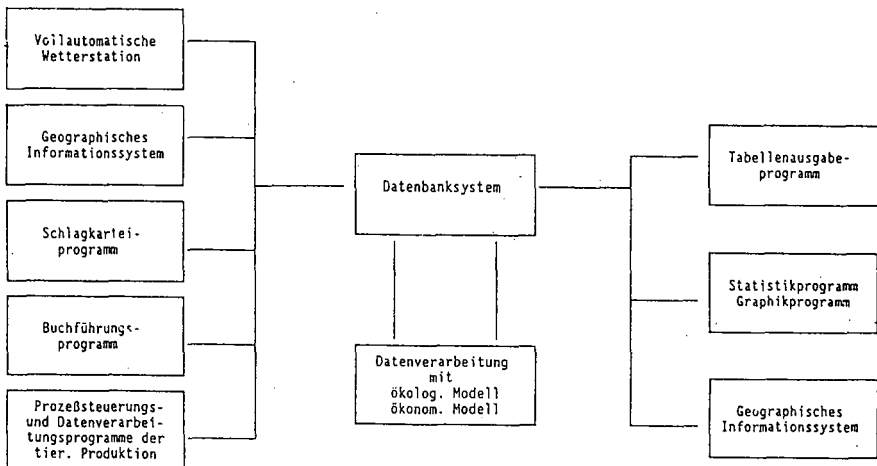 Vollautomatische
Wetterstation
Geographisches
Informationssystem
Schlagkartei-
programm
Buchführungs-
programm
Prozeßsteuerungs-
und Datenverarbei-
tungsprogramme der
tier. Produktion
Datenbanksystem
Datenverarbeitung
mit
ökolog. Modell
ökonom. Modell
Tabellenausgabe-
programm
Statistikprogramm
Graphikprogramm
Geographisches
Informationssystem